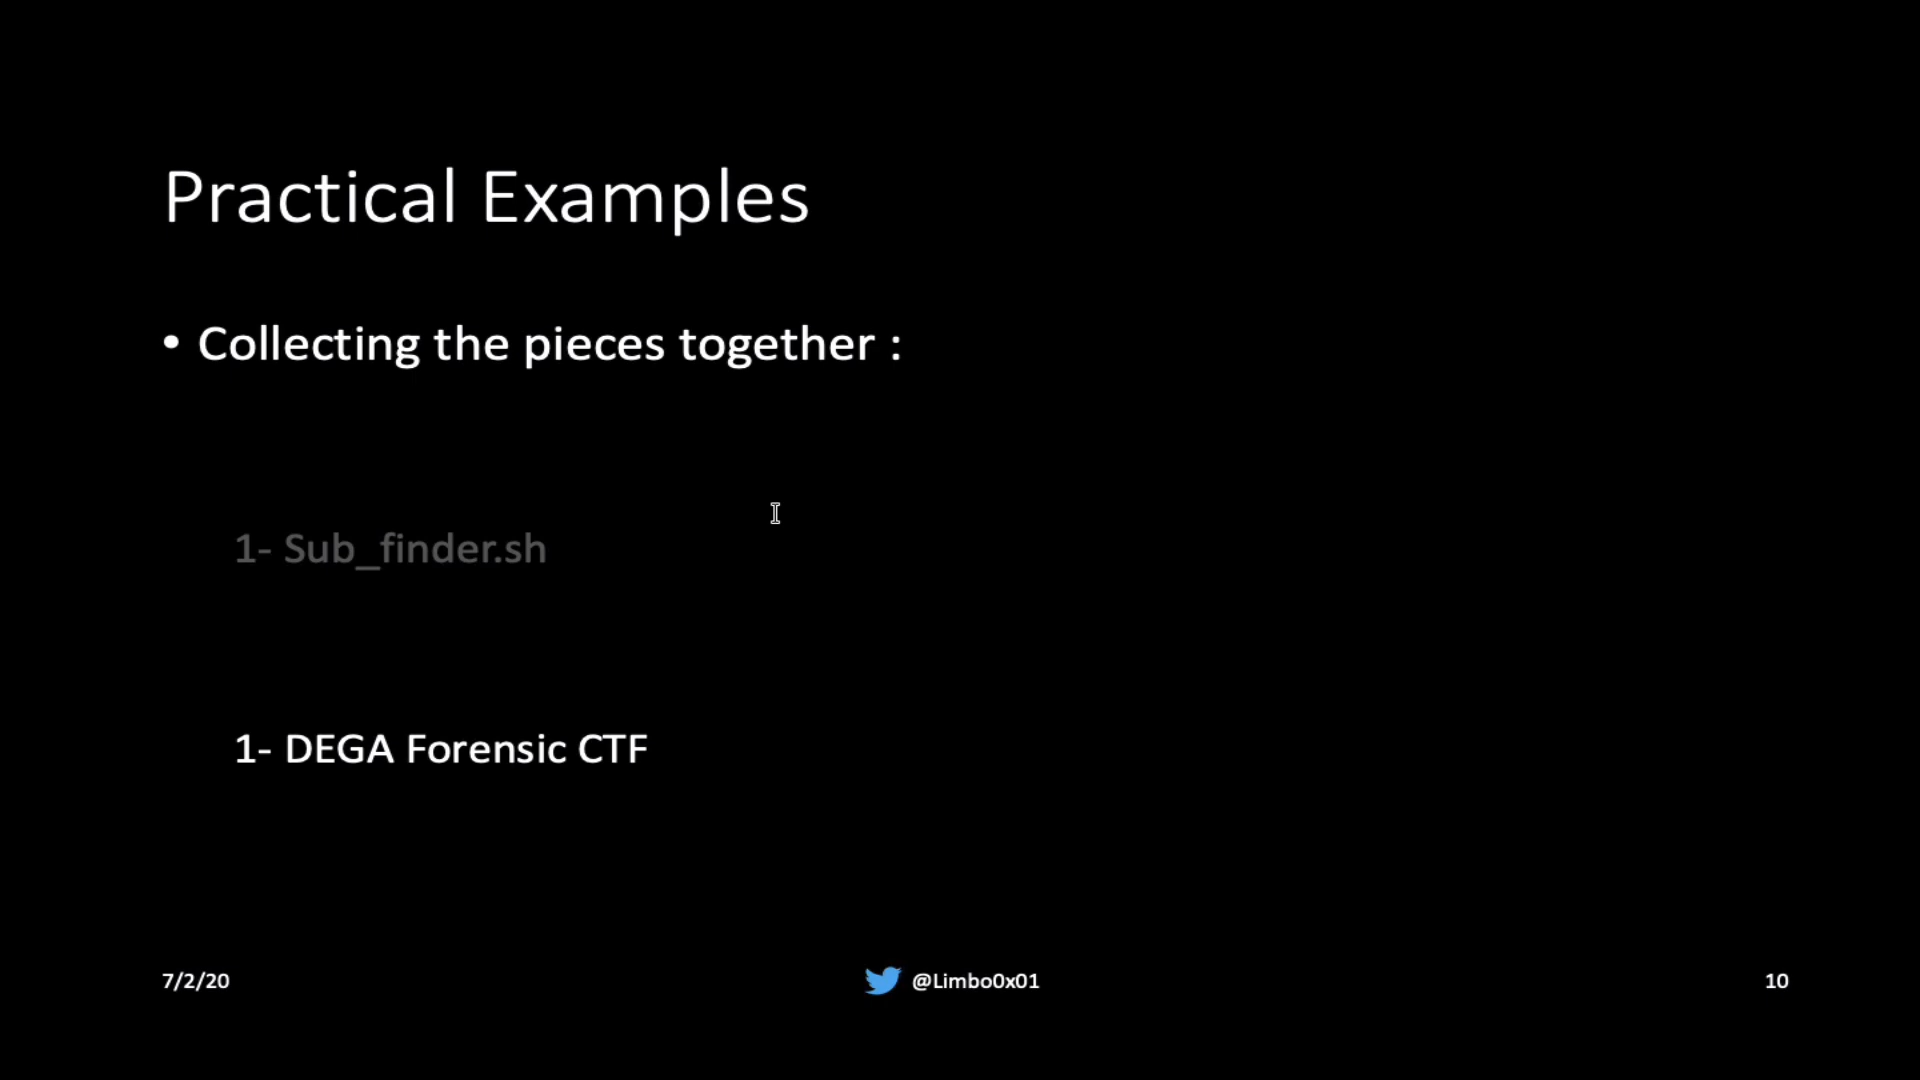 Practical Examples
• Collecting the pieces together :
1- Sub_finder.sh
1- DEGA Forensic CTF
7/2/20
@Limbo0x01
10